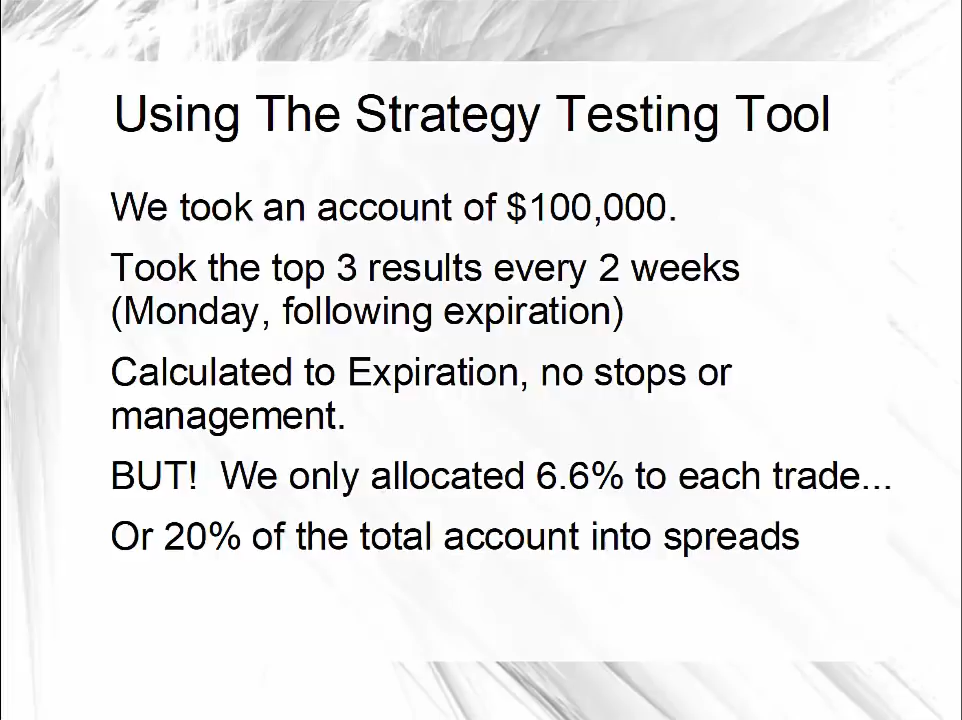 Using The Strategy Testing Tool
We took an account of $100,000.
Took the top 3 results every 2 weeks
(Monday, following expiration)
Calculated to Expiration, no stops or
management.
BUT!  We only allocated 6.6% to each trade...
Or 20% of the total account into spreads